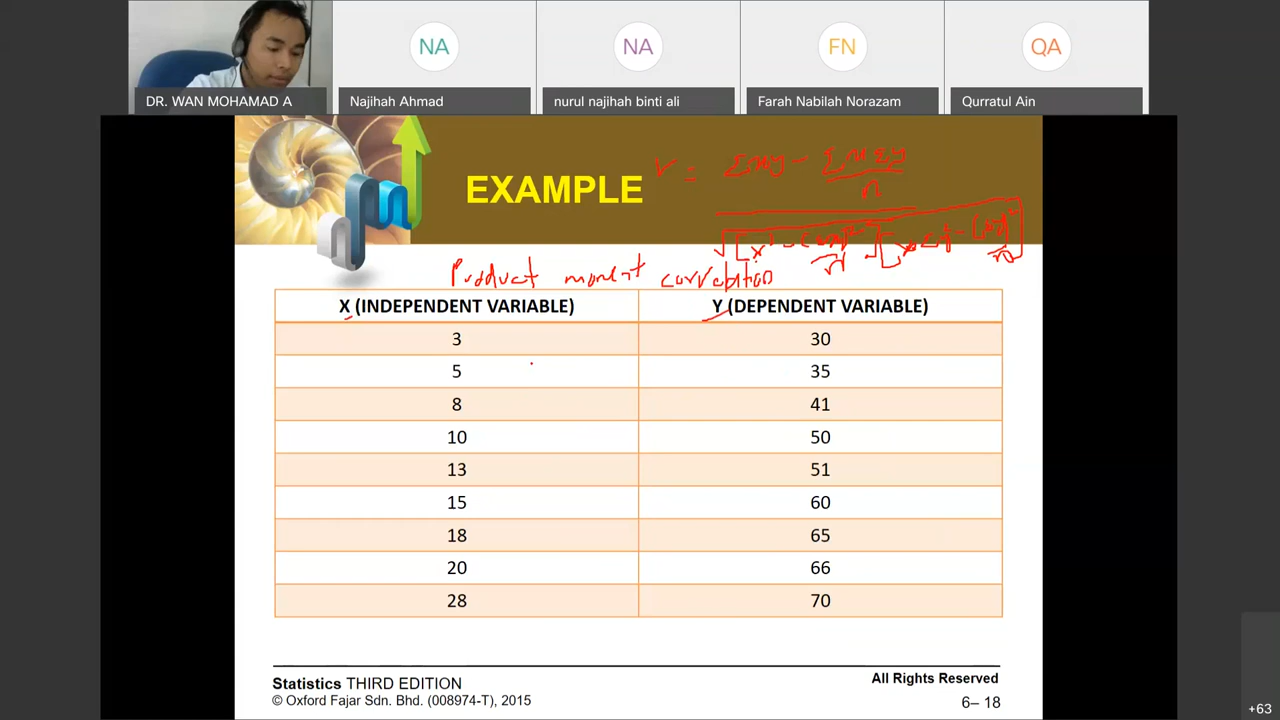 NA
NA
FN
QA
DR. WAN MOHAMAD A
Najihah Ahmad
nurul najihah binti ali
Farah Nabilah Norazam
Qurratul Ain
EXAMPLE
r = Σxy - Σx Σy
n
Product moment correlation
X (INDEPENDENT VARIABLE) Y (DEPENDENT VARIABLE)
3 30
5 35
8 41
10 50
13 51
15 60
18 65
20 66
28 70
Statistics THIRD EDITION
All Rights Reserved
© Oxford Fajar Sdn. Bhd. (008974-T), 2015
6– 18
+63